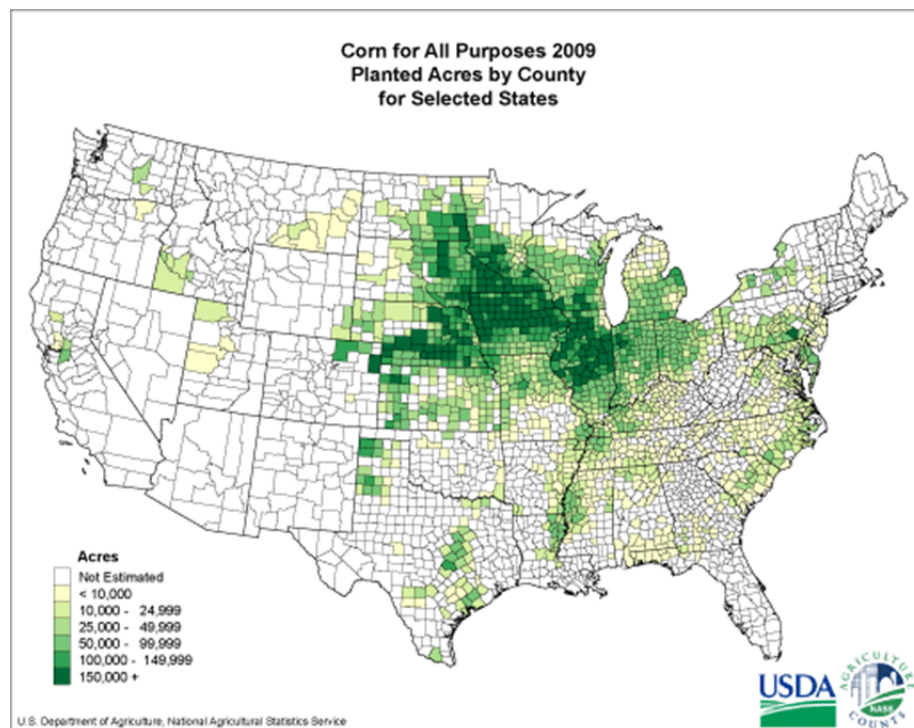 Corn for All Purposes 2009
Planted Acres by County
for Selected States
Acres
Not Estimated
< 10,000
10,000 - 24,999
25,000 - 49,999
50,000 - 99,999
100,000 - 149,999
150,000 +
USDA
AGRICULTURE
NASS
COUNTS
U.S. Department of Agriculture, National Agricultural Statistics Service